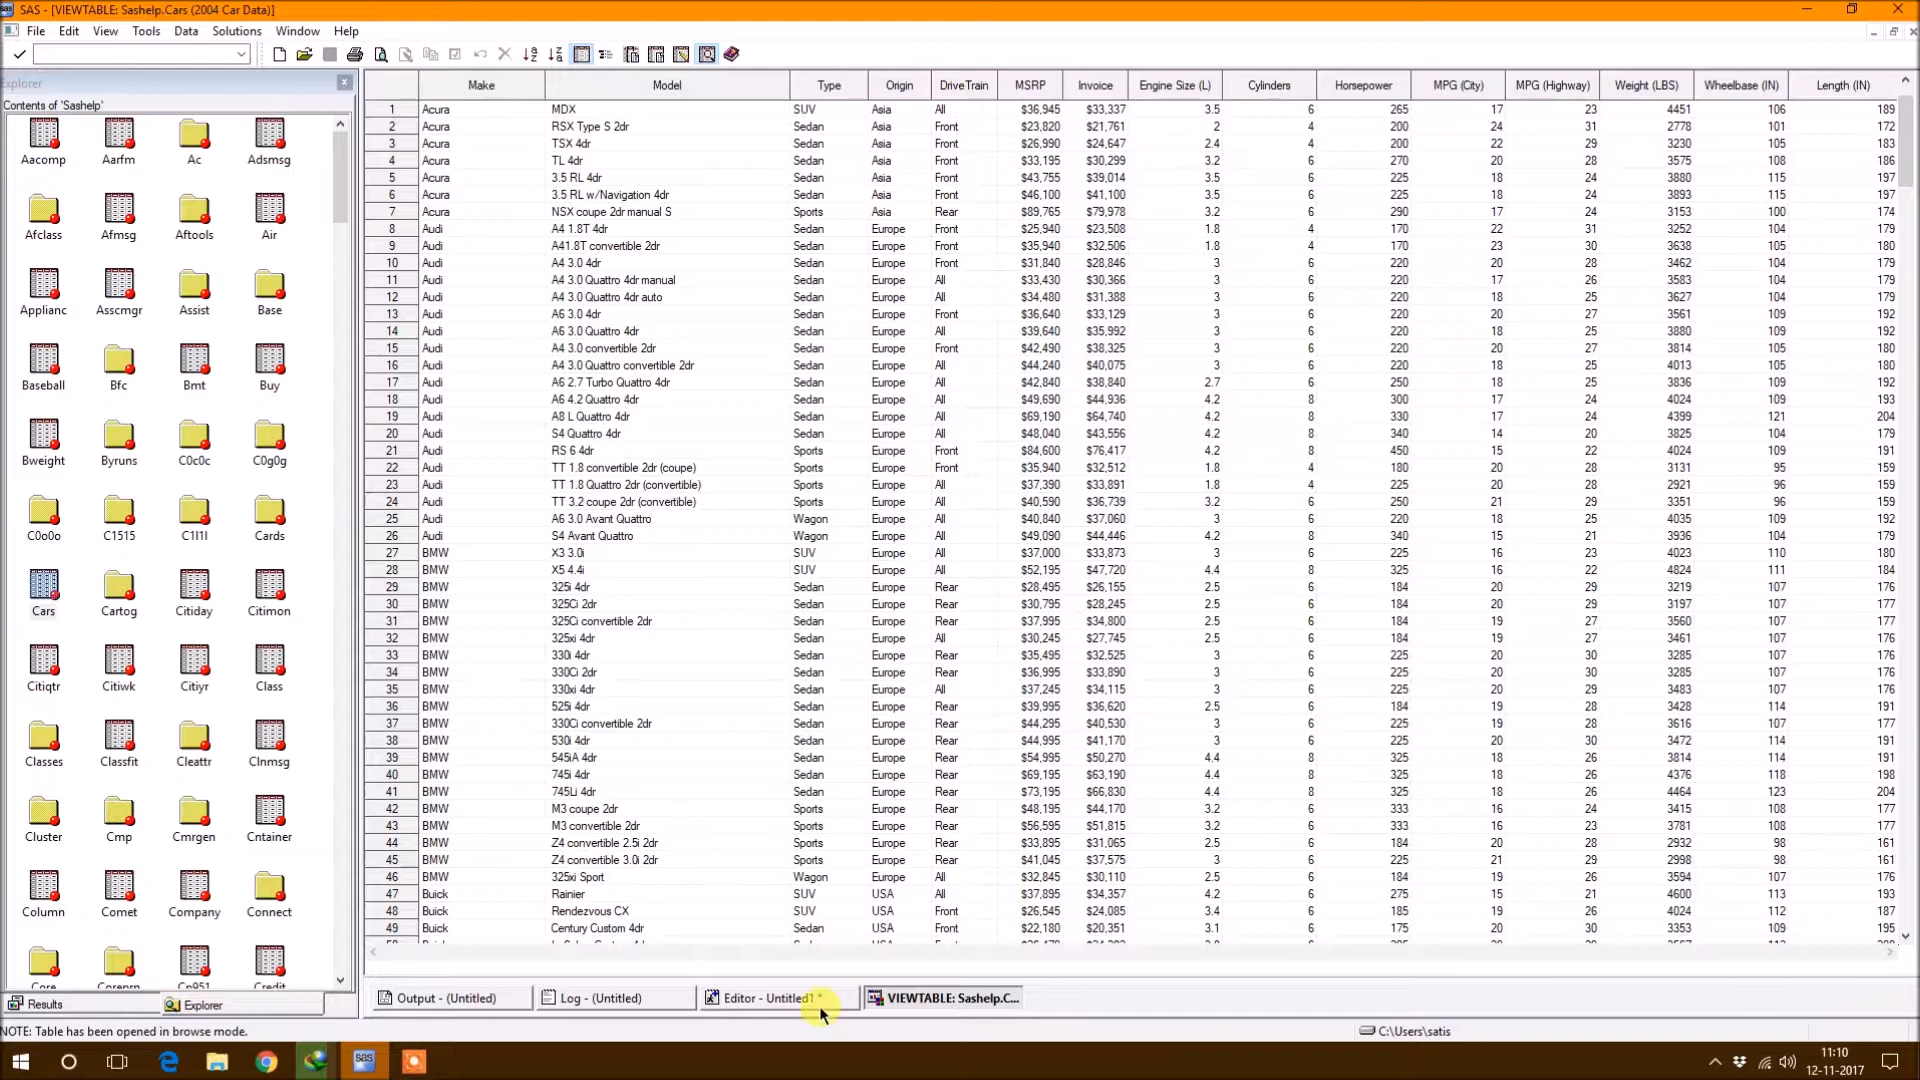 SAS - [VIEWTABLE: Sashelp.Cars (2004 Car Data)]
File Edit View Tools Data Solutions Window Help
Explorer
Contents of 'Sashelp'
Aacomp Aarfm Ac Adsmsg
Afclass Afmsg Aftools Air
Applianc Asscmgr Assist Base
Baseball Bfc Bmt Buy
Bweight Byruns C0c0c C0g0g
C0o0o C1515 C1l1l Cards
Cars Cartog Citiday Citimon
Citiqtr Citiwk Citiyr Class
Classes Classfit Cleattr Clnmsg
Cluster Cmp Cmrgen Cntainer
Column Comet Company Connect
Core Coreprn Cp951 Credit
Results Explorer
Make Model Type Origin DriveTrain MSRP Invoice Engine Size (L) Cylinders Horsepower MPG (City) MPG (Highway) Weight (LBS) Wheelbase (IN) Length (IN)
1 Acura MDX SUV Asia All $36,945 $33,337 3.5 6 265 17 23 4451 106 189
2 Acura RSX Type S 2dr Sedan Asia Front $23,820 $21,761 2 4 200 24 31 2778 101 172
3 Acura TSX 4dr Sedan Asia Front $26,990 $24,647 2.4 4 200 22 29 3230 105 183
4 Acura TL 4dr Sedan Asia Front $33,195 $30,299 3.2 6 270 20 28 3575 108 186
5 Acura 3.5 RL 4dr Sedan Asia Front $43,755 $39,014 3.5 6 225 18 24 3880 115 197
6 Acura 3.5 RL w/Navigation 4dr Sedan Asia Front $46,100 $41,100 3.5 6 225 18 24 3893 115 197
7 Acura NSX coupe 2dr manual S Sports Asia Rear $89,765 $79,978 3.2 6 290 17 24 3153 100 174
8 Audi A4 1.8T 4dr Sedan Europe Front $25,940 $23,508 1.8 4 170 22 31 3252 104 179
9 Audi A41.8T convertible 2dr Sedan Europe Front $35,940 $32,506 1.8 4 170 23 30 3638 105 180
10 Audi A4 3.0 4dr Sedan Europe Front $31,840 $28,846 3 6 220 20 28 3462 104 179
11 Audi A4 3.0 Quattro 4dr manual Sedan Europe All $33,430 $30,366 3 6 220 17 26 3583 104 179
12 Audi A4 3.0 Quattro 4dr auto Sedan Europe All $34,480 $31,388 3 6 220 18 25 3627 104 179
13 Audi A6 3.0 4dr Sedan Europe Front $36,640 $33,129 3 6 220 20 27 3561 109 192
14 Audi A6 3.0 Quattro 4dr Sedan Europe All $39,640 $35,992 3 6 220 18 25 3880 109 192
15 Audi A4 3.0 convertible 2dr Sedan Europe Front $42,490 $38,325 3 6 220 20 27 3814 105 180
16 Audi A4 3.0 Quattro convertible 2dr Sedan Europe All $44,240 $40,075 3 6 220 18 25 4013 105 180
17 Audi A6 2.7 Turbo Quattro 4dr Sedan Europe All $42,840 $38,840 2.7 6 250 18 25 3836 109 192
18 Audi A6 4.2 Quattro 4dr Sedan Europe All $49,690 $44,936 4.2 8 300 17 24 4024 109 193
19 Audi A8 L Quattro 4dr Sedan Europe All $69,190 $64,740 4.2 8 330 17 24 4399 121 204
20 Audi S4 Quattro 4dr Sedan Europe All $48,040 $43,556 4.2 8 340 14 20 3825 104 179
21 Audi RS 6 4dr Sports Europe Front $84,600 $76,417 4.2 8 450 15 22 4024 109 191
22 Audi TT 1.8 convertible 2dr (coupe) Sports Europe Front $35,940 $32,512 1.8 4 180 20 28 3131 95 159
23 Audi TT 1.8 Quattro 2dr (convertible) Sports Europe All $37,390 $33,891 1.8 4 225 20 28 2921 96 159
24 Audi TT 3.2 coupe 2dr (convertible) Sports Europe All $40,590 $36,739 3.2 6 250 21 29 3351 96 159
25 Audi A6 3.0 Avant Quattro Wagon Europe All $40,840 $37,060 3 6 220 18 25 4035 109 192
26 Audi S4 Avant Quattro Wagon Europe All $49,090 $44,446 4.2 8 340 15 21 3936 104 179
27 BMW X3 3.0i SUV Europe All $37,000 $33,873 3 6 225 16 23 4023 110 180
28 BMW X5 4.4i SUV Europe All $52,195 $47,720 4.4 8 325 16 22 4824 111 184
29 BMW 325i 4dr Sedan Europe Rear $28,495 $26,155 2.5 6 184 20 29 3219 107 176
30 BMW 325Ci 2dr Sedan Europe Rear $30,795 $28,245 2.5 6 184 20 29 3197 107 177
31 BMW 325Ci convertible 2dr Sedan Europe Rear $37,995 $34,800 2.5 6 184 19 27 3560 107 177
32 BMW 325xi 4dr Sedan Europe All $30,245 $27,745 2.5 6 184 19 27 3461 107 176
33 BMW 330i 4dr Sedan Europe Rear $35,495 $32,525 3 6 225 20 30 3285 107 176
34 BMW 330Ci 2dr Sedan Europe Rear $36,995 $33,890 3 6 225 20 30 3285 107 176
35 BMW 330xi 4dr Sedan Europe All $37,245 $34,115 3 6 225 20 29 3483 107 176
36 BMW 525i 4dr Sedan Europe Rear $39,995 $36,620 2.5 6 184 19 28 3428 114 191
37 BMW 330Ci convertible 2dr Sedan Europe Rear $44,295 $40,530 3 6 225 19 28 3616 107 177
38 BMW 530i 4dr Sedan Europe Rear $44,995 $41,170 3 6 225 20 30 3472 114 191
39 BMW 545iA 4dr Sedan Europe Rear $54,995 $50,270 4.4 8 325 18 26 3814 114 191
40 BMW 745i 4dr Sedan Europe Rear $69,195 $63,190 4.4 8 325 18 26 4376 118 198
41 BMW 745Li 4dr Sedan Europe Rear $73,195 $66,830 4.4 8 325 18 26 4464 123 204
42 BMW M3 coupe 2dr Sports Europe Rear $48,195 $44,170 3.2 6 333 16 24 3415 108 177
43 BMW M3 convertible 2dr Sports Europe Rear $56,595 $51,815 3.2 6 333 16 23 3781 108 177
44 BMW Z4 convertible 2.5i 2dr Sports Europe Rear $33,895 $31,065 2.5 6 184 20 28 2932 98 161
45 BMW Z4 convertible 3.0i 2dr Sports Europe Rear $41,045 $37,575 3 6 225 21 29 2998 98 161
46 BMW 325xi Sport Wagon Europe All $32,845 $30,110 2.5 6 184 19 26 3594 107 176
47 Buick Rainier SUV USA All $37,895 $34,357 4.2 6 275 15 21 4600 113 193
48 Buick Rendezvous CX SUV USA Front $26,545 $24,085 3.4 6 185 19 26 4024 112 187
49 Buick Century Custom 4dr Sedan USA Front $22,180 $20,351 3.1 6 175 20 30 3353 109 195
Output - (Untitled) Log - (Untitled) Editor - Untitled1 * VIEWTABLE: Sashelp.C...
NOTE: Table has been opened in browse mode. C:\Users\satis
sas
11:10
12-11-2017